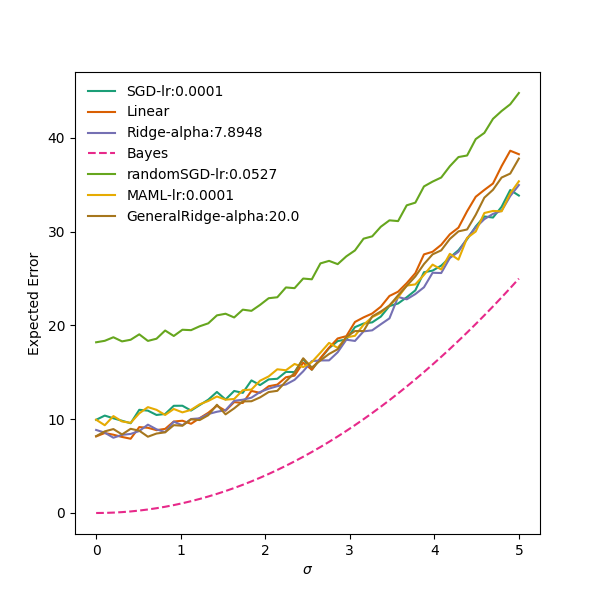 SGD-lr:0.0001
Linear
Ridge-alpha:7.8948
Bayes
randomSGD-lr:0.0527
MAML-lr:0.0001
GeneralRidge-alpha:20.0
Expected Error
40
30
20
10
0
0 1 2 3 4 5
σ